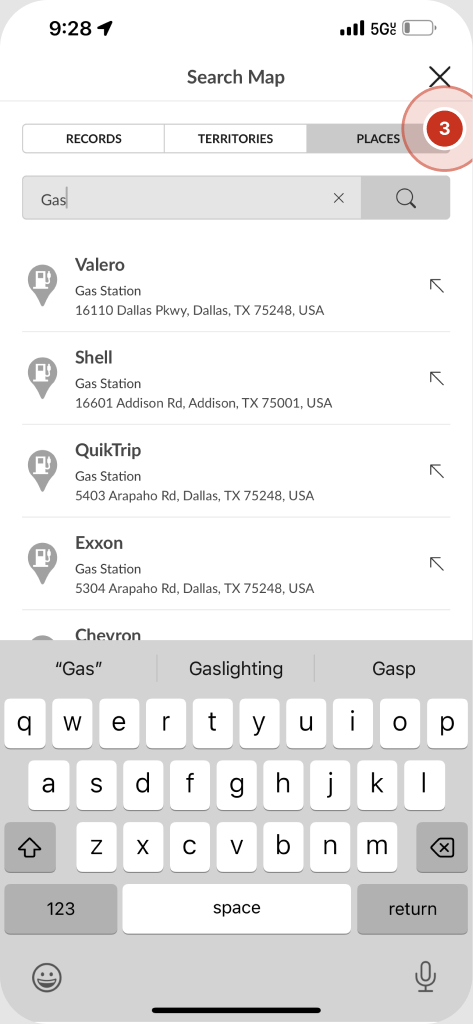 9:28
5GUC
Search Map
3
RECORDS TERRITORIES PLACES
Gas
Valero
Gas Station
16110 Dallas Pkwy, Dallas, TX 75248, USA
Shell
Gas Station
16601 Addison Rd, Addison, TX 75001, USA
QuikTrip
Gas Station
5403 Arapaho Rd, Dallas, TX 75248, USA
Exxon
Gas Station
5304 Arapaho Rd, Dallas, TX 75248, USA
Chevron
“Gas” Gaslighting Gasp
q w e r t y u i o p
a s d f g h j k l
z x c v b n m
123 space return